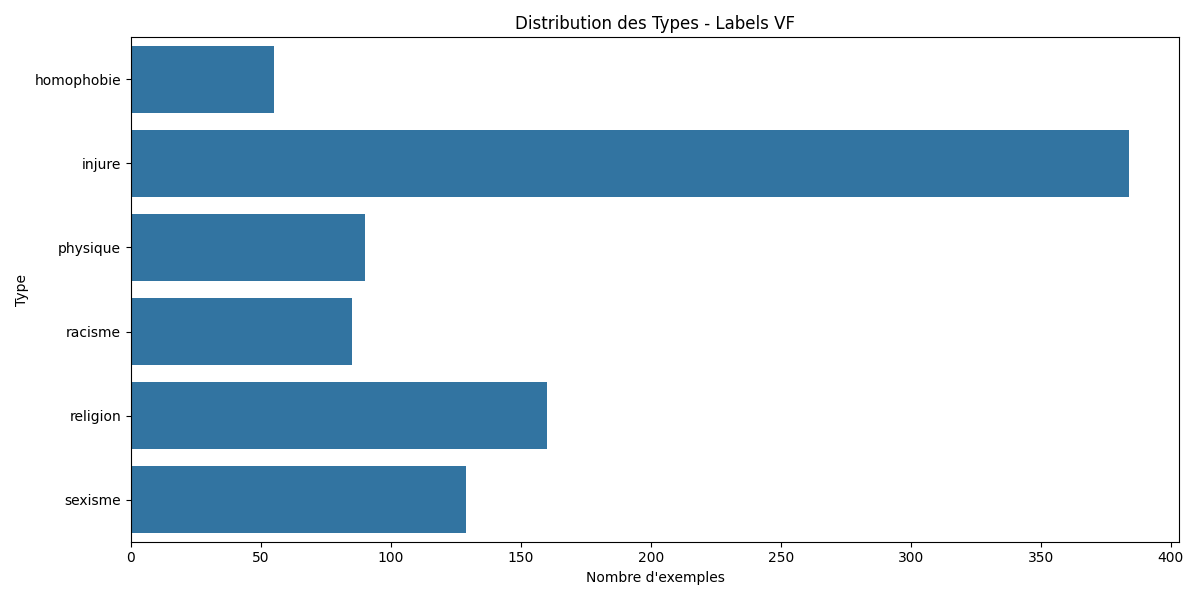 Distribution des Types - Labels VF
homophobie
injure
physique
racisme
religion
sexisme
Type
0 50 100 150 200 250 300 350 400
Nombre d'exemples